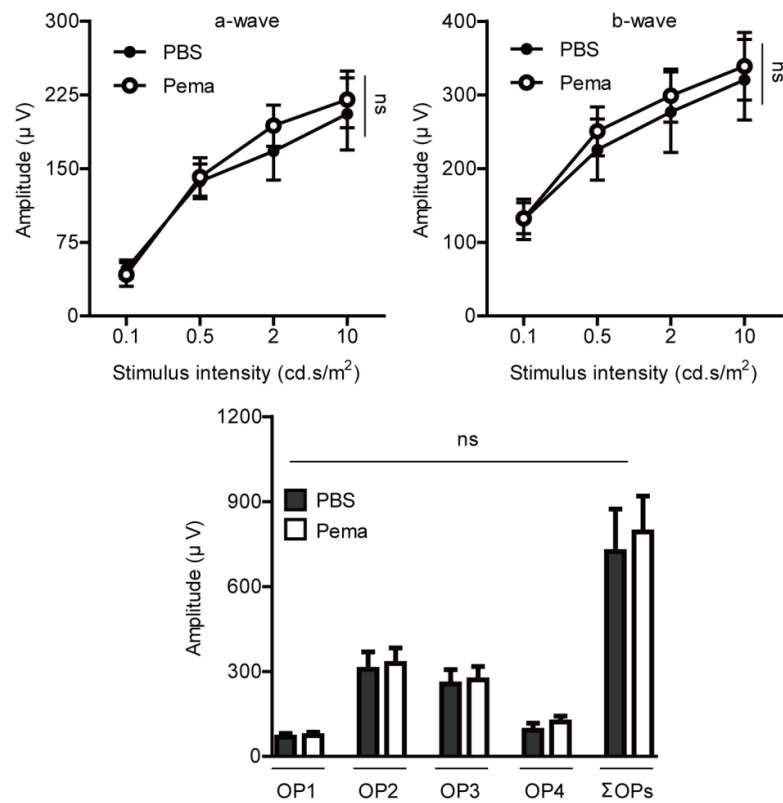 a-wave
300
225
150
75
0
Amplitude (µ V)
PBS
Pema
ns
0.1 0.5 2 10
Stimulus intensity (cd.s/m²)
b-wave
400
300
200
100
0
Amplitude (µ V)
PBS
Pema
ns
0.1 0.5 2 10
Stimulus intensity (cd.s/m²)
1200
900
600
300
0
Amplitude (µ V)
ns
PBS
Pema
OP1 OP2 OP3 OP4 ΣOPs